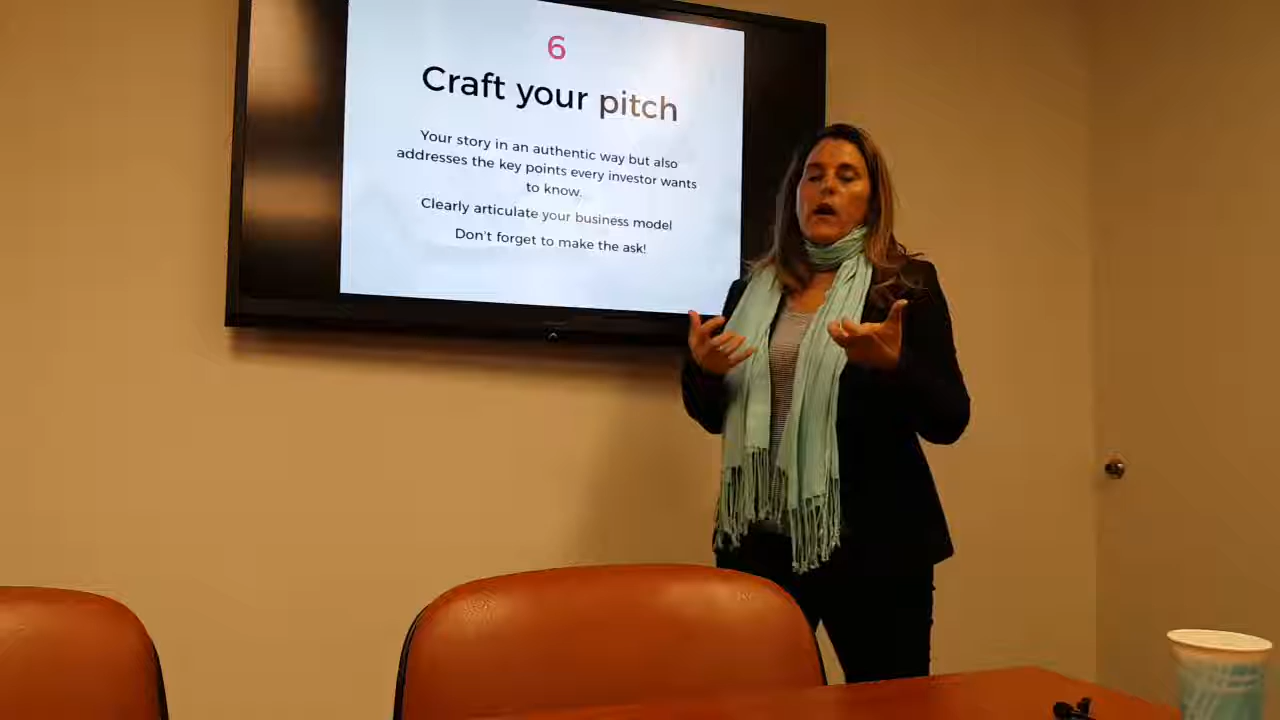 6
Craft your pitch
Your story in an authentic way but also
addresses the key points every investor wants
to know.
Clearly articulate your business model
Don't forget to make the ask!